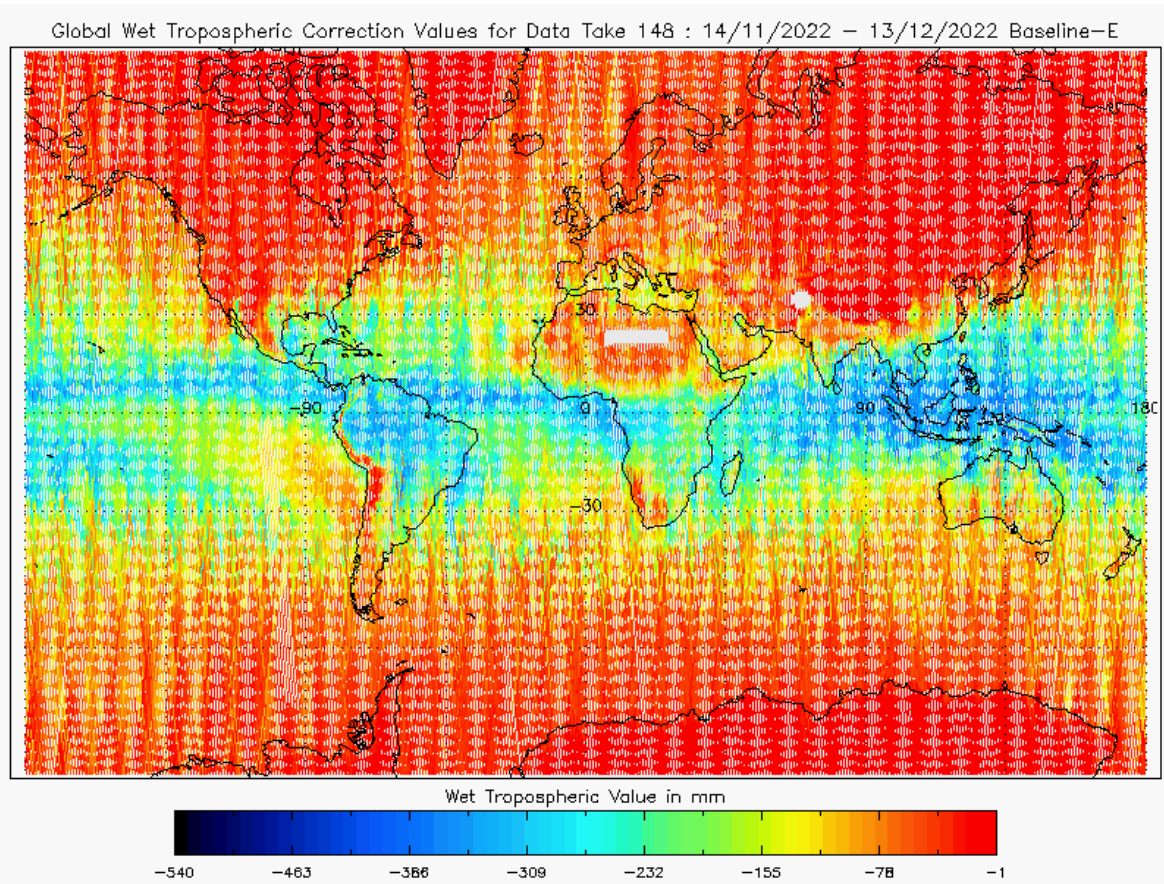 Global Wet Tropospheric Correction Values for Data Take 148 : 14/11/2022 – 13/12/2022 Baseline–E
30
–90 0 90 180
–30
Wet Tropospheric Value in mm
–540 –463 –386 –309 –232 –155 –78 –1